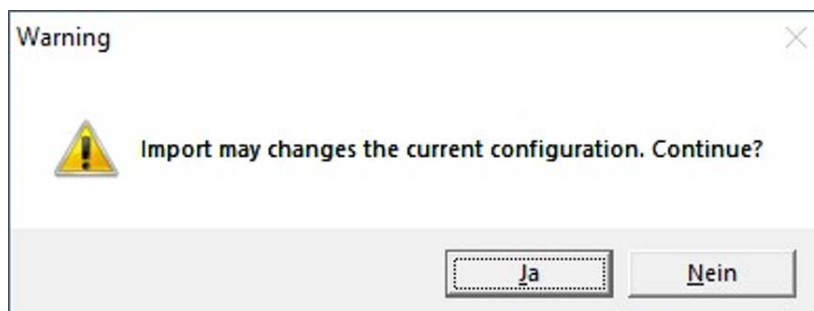 Warning
Import may changes the current configuration. Continue?
Ja
Nein